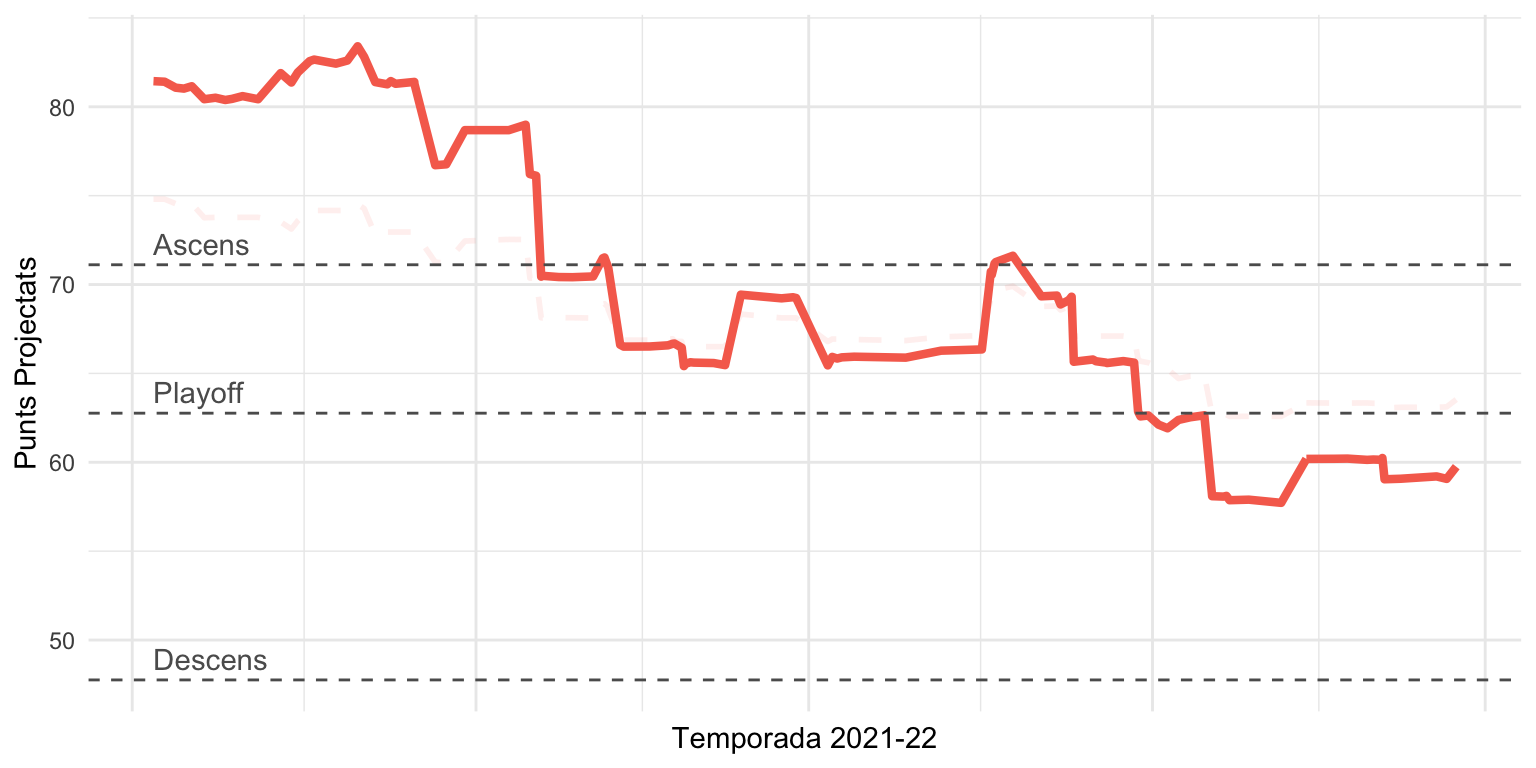 80
Ascens
70
Playoff
60
50
Descens
Punts Projectats
Temporada 2021-22